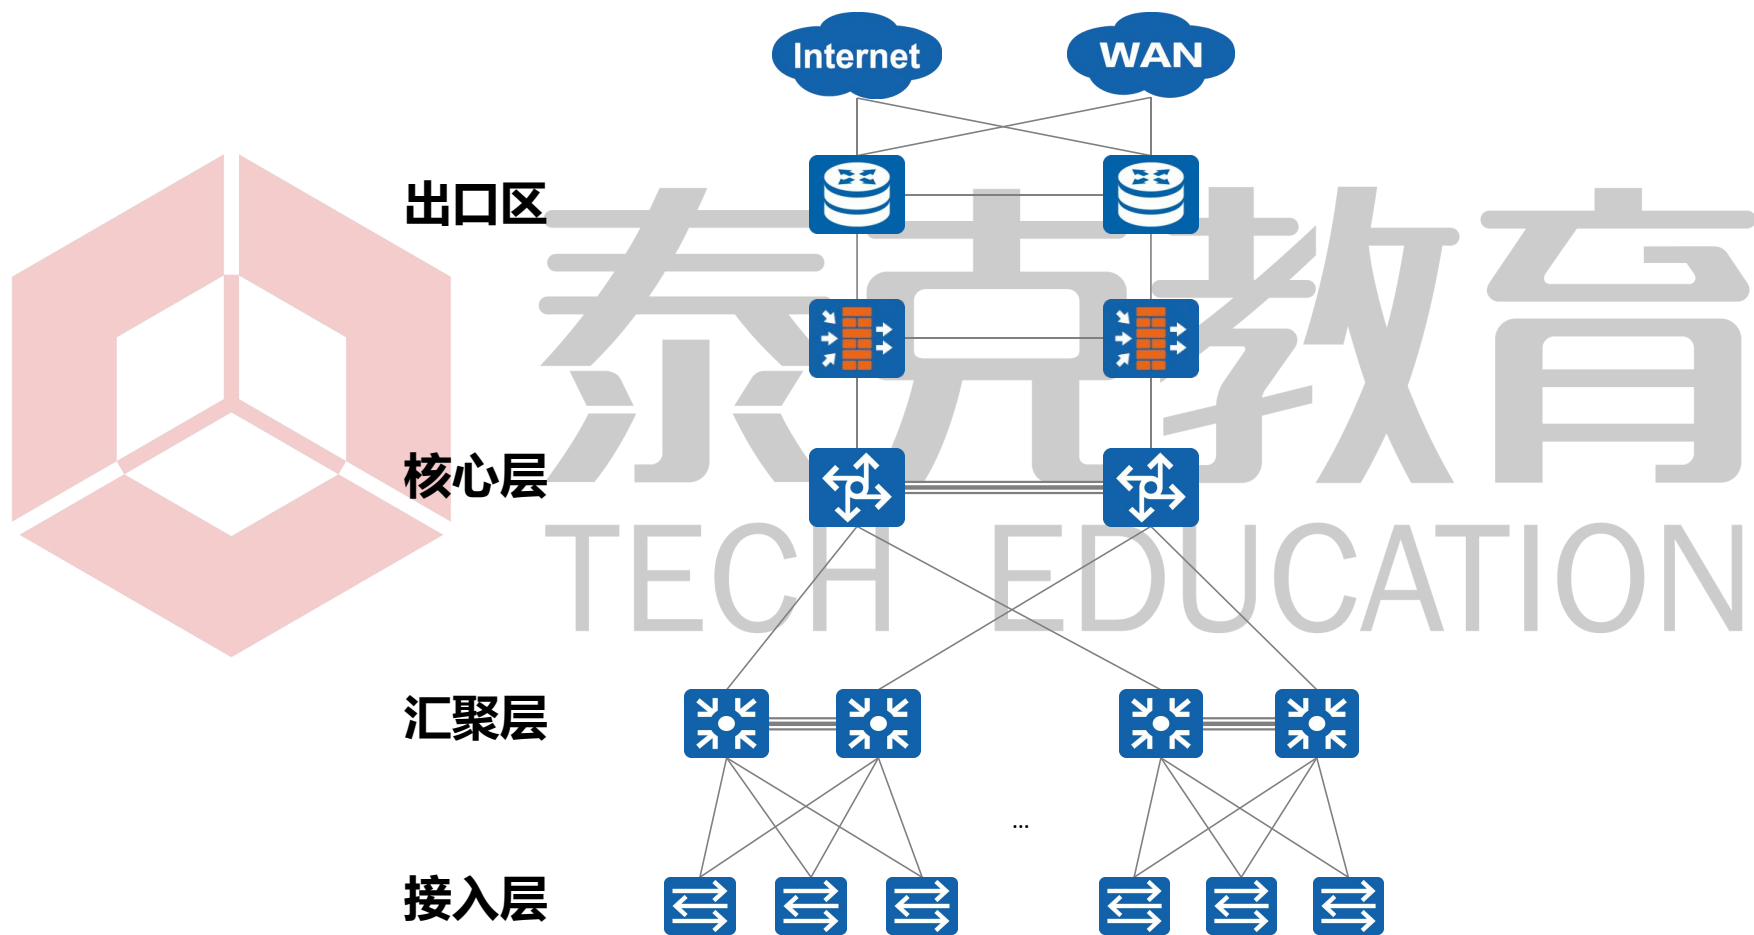 Internet
WAN
出口区
泰克教育
核心层
TECH EDUCATION
汇聚层
...
接入层